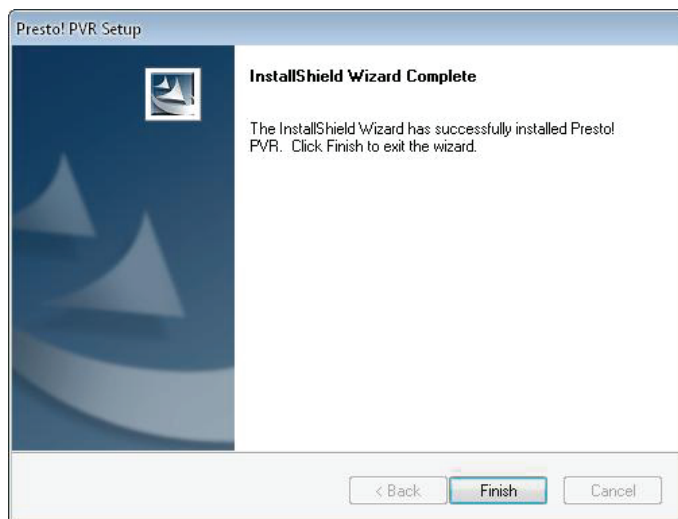 Presto! PVR Setup
InstallShield Wizard Complete
The InstallShield Wizard has successfully installed Presto!
PVR. Click Finish to exit the wizard.
< Back
Finish
Cancel